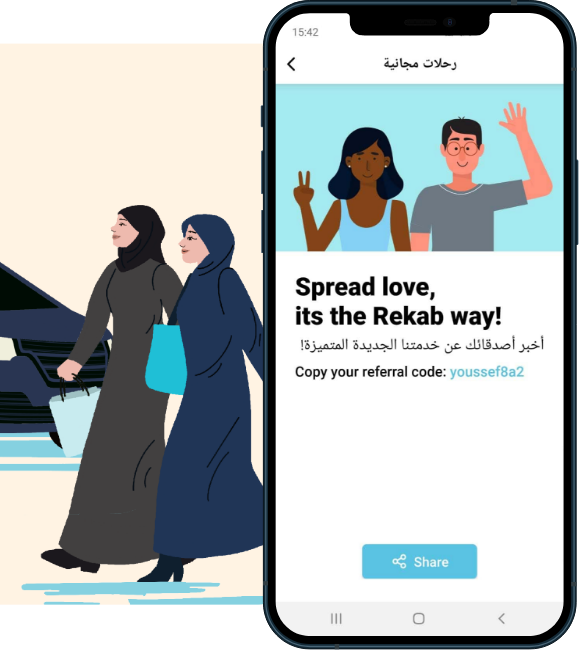 15:42
رحلات مجانية
Spread love,
its the Rekab way!
أخبر أصدقائك عن خدمتنا الجديدة المتميزة!
Copy your referral code: youssef8a2
Share